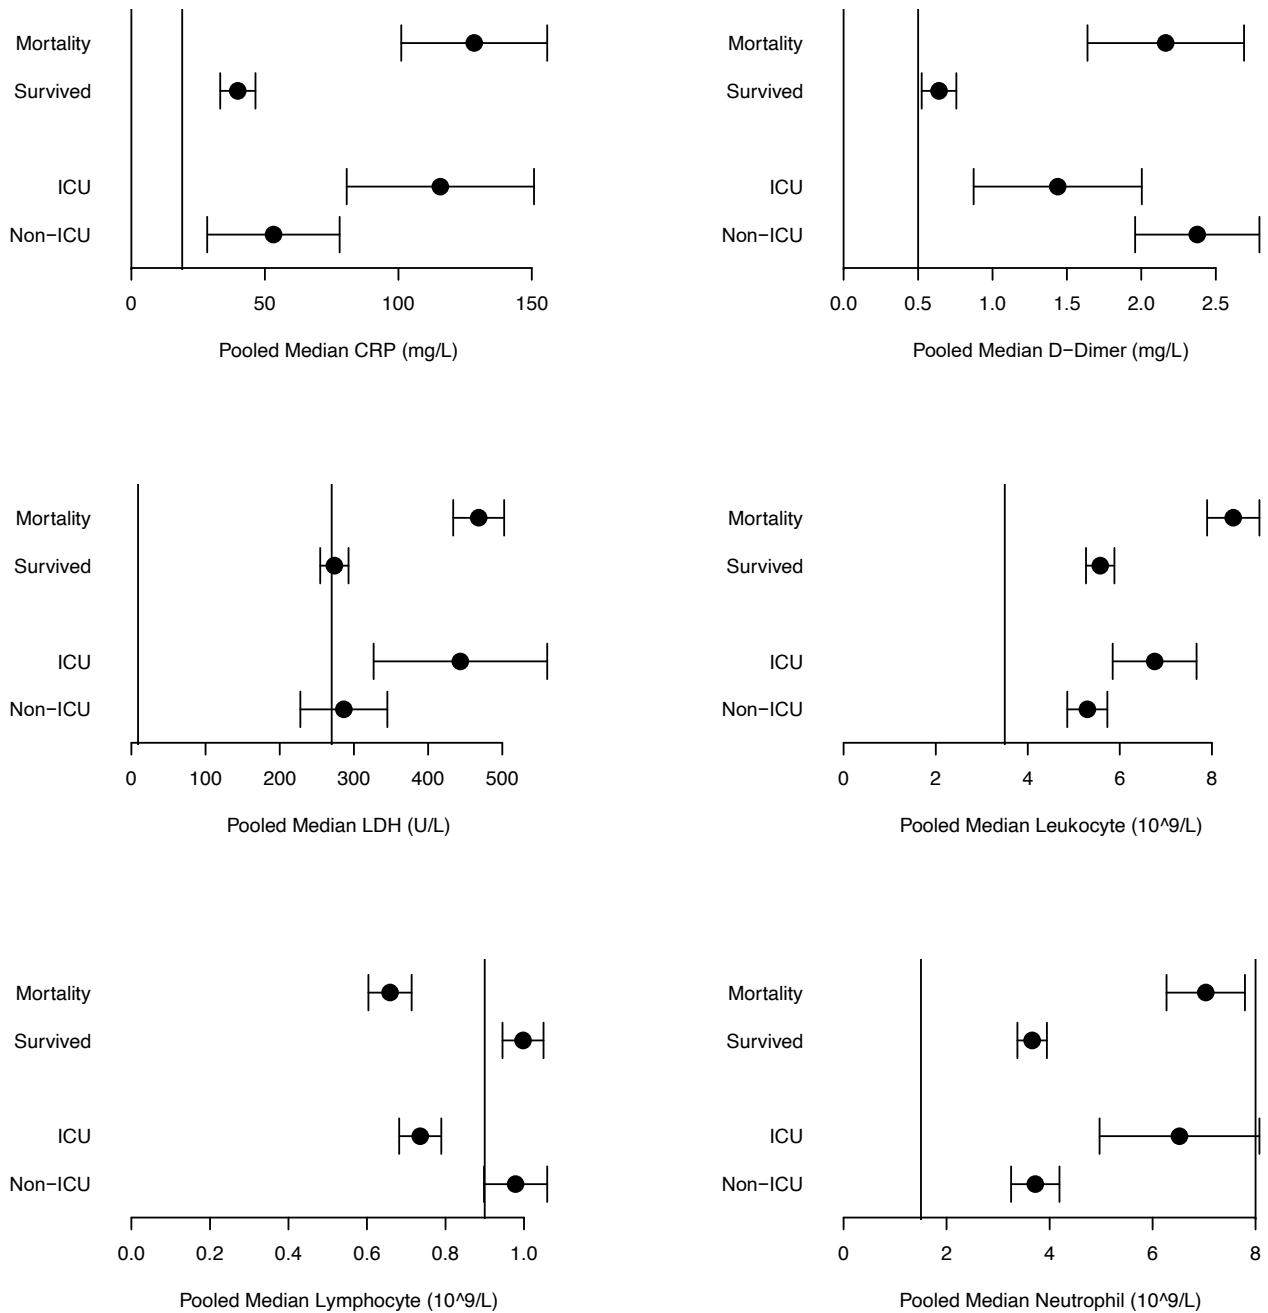 Mortality
Survived
ICU
Non−ICU
0 50 100 150
Pooled Median CRP (mg/L)
Mortality
Survived
ICU
Non−ICU
0.0 0.5 1.0 1.5 2.0 2.5
Pooled Median D−Dimer (mg/L)
Mortality
Survived
ICU
Non−ICU
0 100 200 300 400 500
Pooled Median LDH (U/L)
Mortality
Survived
ICU
Non−ICU
0 2 4 6 8
Pooled Median Leukocyte (10^9/L)
Mortality
Survived
ICU
Non−ICU
0.0 0.2 0.4 0.6 0.8 1.0
Pooled Median Lymphocyte (10^9/L)
Mortality
Survived
ICU
Non−ICU
0 2 4 6 8
Pooled Median Neutrophil (10^9/L)